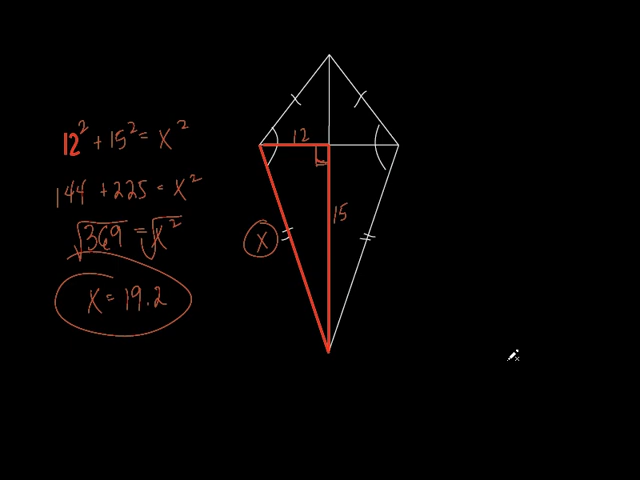 12² + 15² = x²
144 + 225 = x²
√369 = √x²
x = 19.2
12
15
x